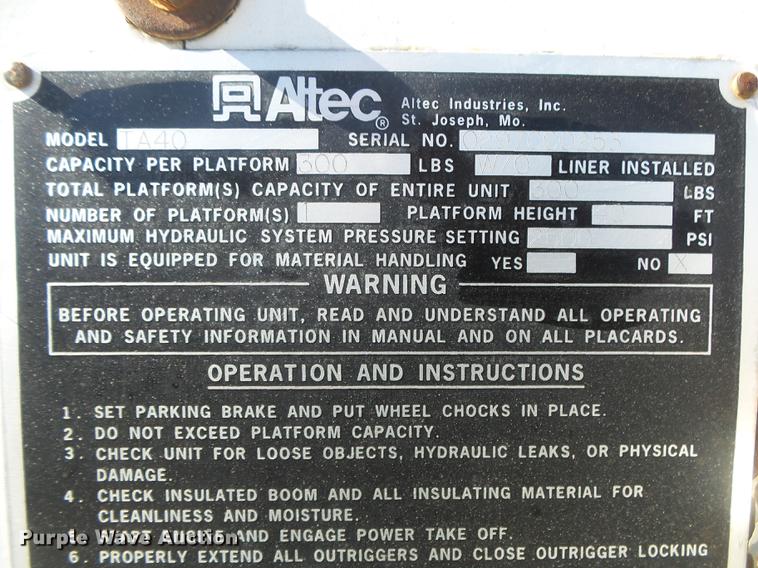 Altec®
Altec Industries, Inc.
St. Joseph, Mo.
MODEL TA40 SERIAL NO.
CAPACITY PER PLATFORM 300 LBS W/O LINER INSTALLED
TOTAL PLATFORM(S) CAPACITY OF ENTIRE UNIT 300 LBS
NUMBER OF PLATFORM(S) 1 PLATFORM HEIGHT FT
MAXIMUM HYDRAULIC SYSTEM PRESSURE SETTING PSI
UNIT IS EQUIPPED FOR MATERIAL HANDLING YES NO X
WARNING
BEFORE OPERATING UNIT, READ AND UNDERSTAND ALL OPERATING
AND SAFETY INFORMATION IN MANUAL AND ON ALL PLACARDS.
OPERATION AND INSTRUCTIONS
1. SET PARKING BRAKE AND PUT WHEEL CHOCKS IN PLACE.
2. DO NOT EXCEED PLATFORM CAPACITY.
3. CHECK UNIT FOR LOOSE OBJECTS, HYDRAULIC LEAKS, OR PHYSICAL
DAMAGE.
4. CHECK INSULATED BOOM AND ALL INSULATING MATERIAL FOR
CLEANLINESS AND MOISTURE.
5. START ENGINE AND ENGAGE POWER TAKE OFF.
6. PROPERLY EXTEND ALL OUTRIGGERS AND CLOSE OUTRIGGER LOCKING
Purple Wave Auction